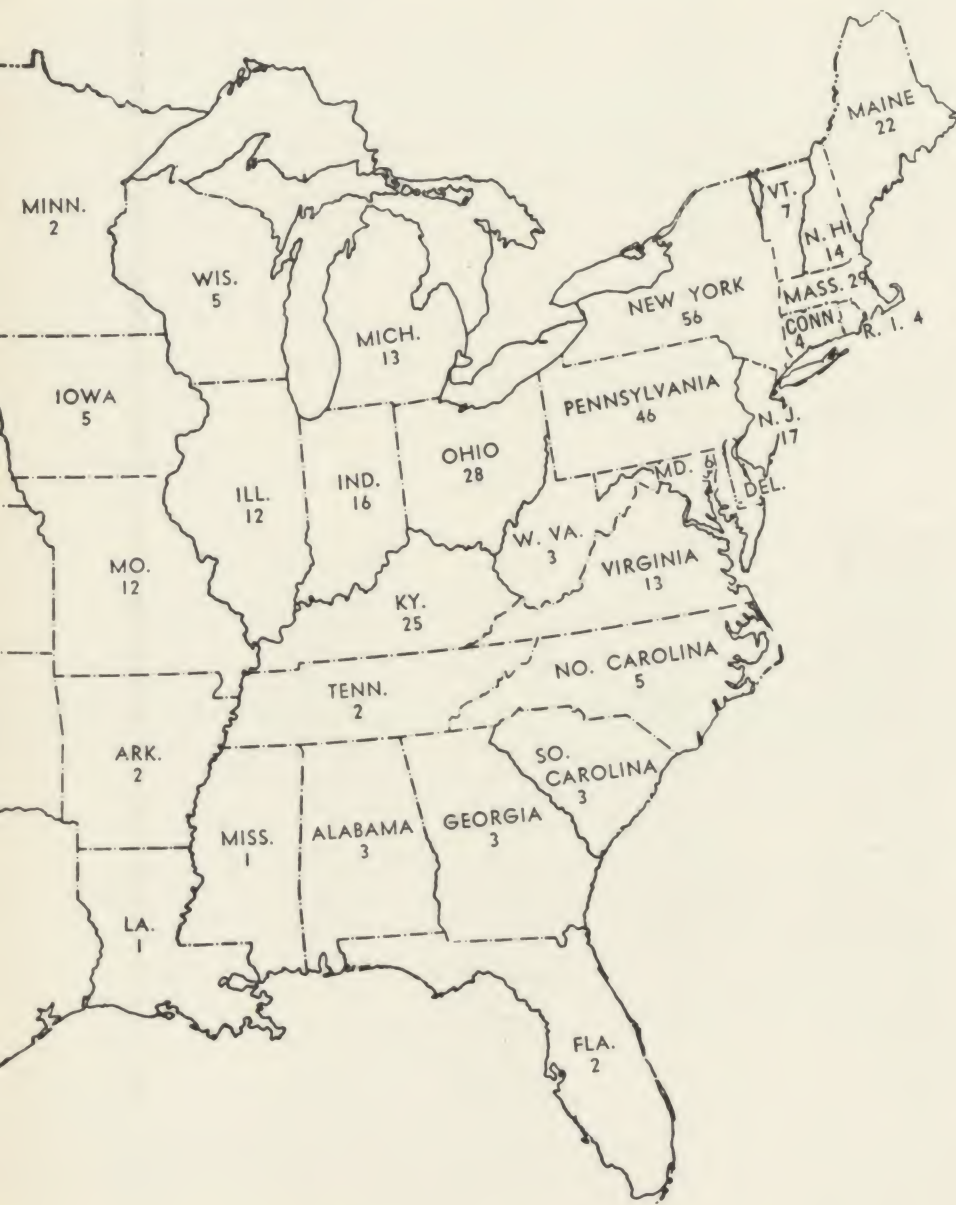 MAINE
22
VT.
7
N. H.
14
MINN.
2
WIS.
5
MASS. 29
NEW YORK
56
CONN.
4
R. I. 4
MICH.
13
IOWA
5
PENNSYLVANIA
46
N. J.
17
OHIO
28
MD. 6
DEL.
ILL.
12
IND.
16
W. VA.
3
VIRGINIA
13
MO.
12
KY.
25
NO. CAROLINA
5
TENN.
2
ARK.
2
SO.
CAROLINA
3
MISS.
1
ALABAMA
3
GEORGIA
3
LA.
1
FLA.
2